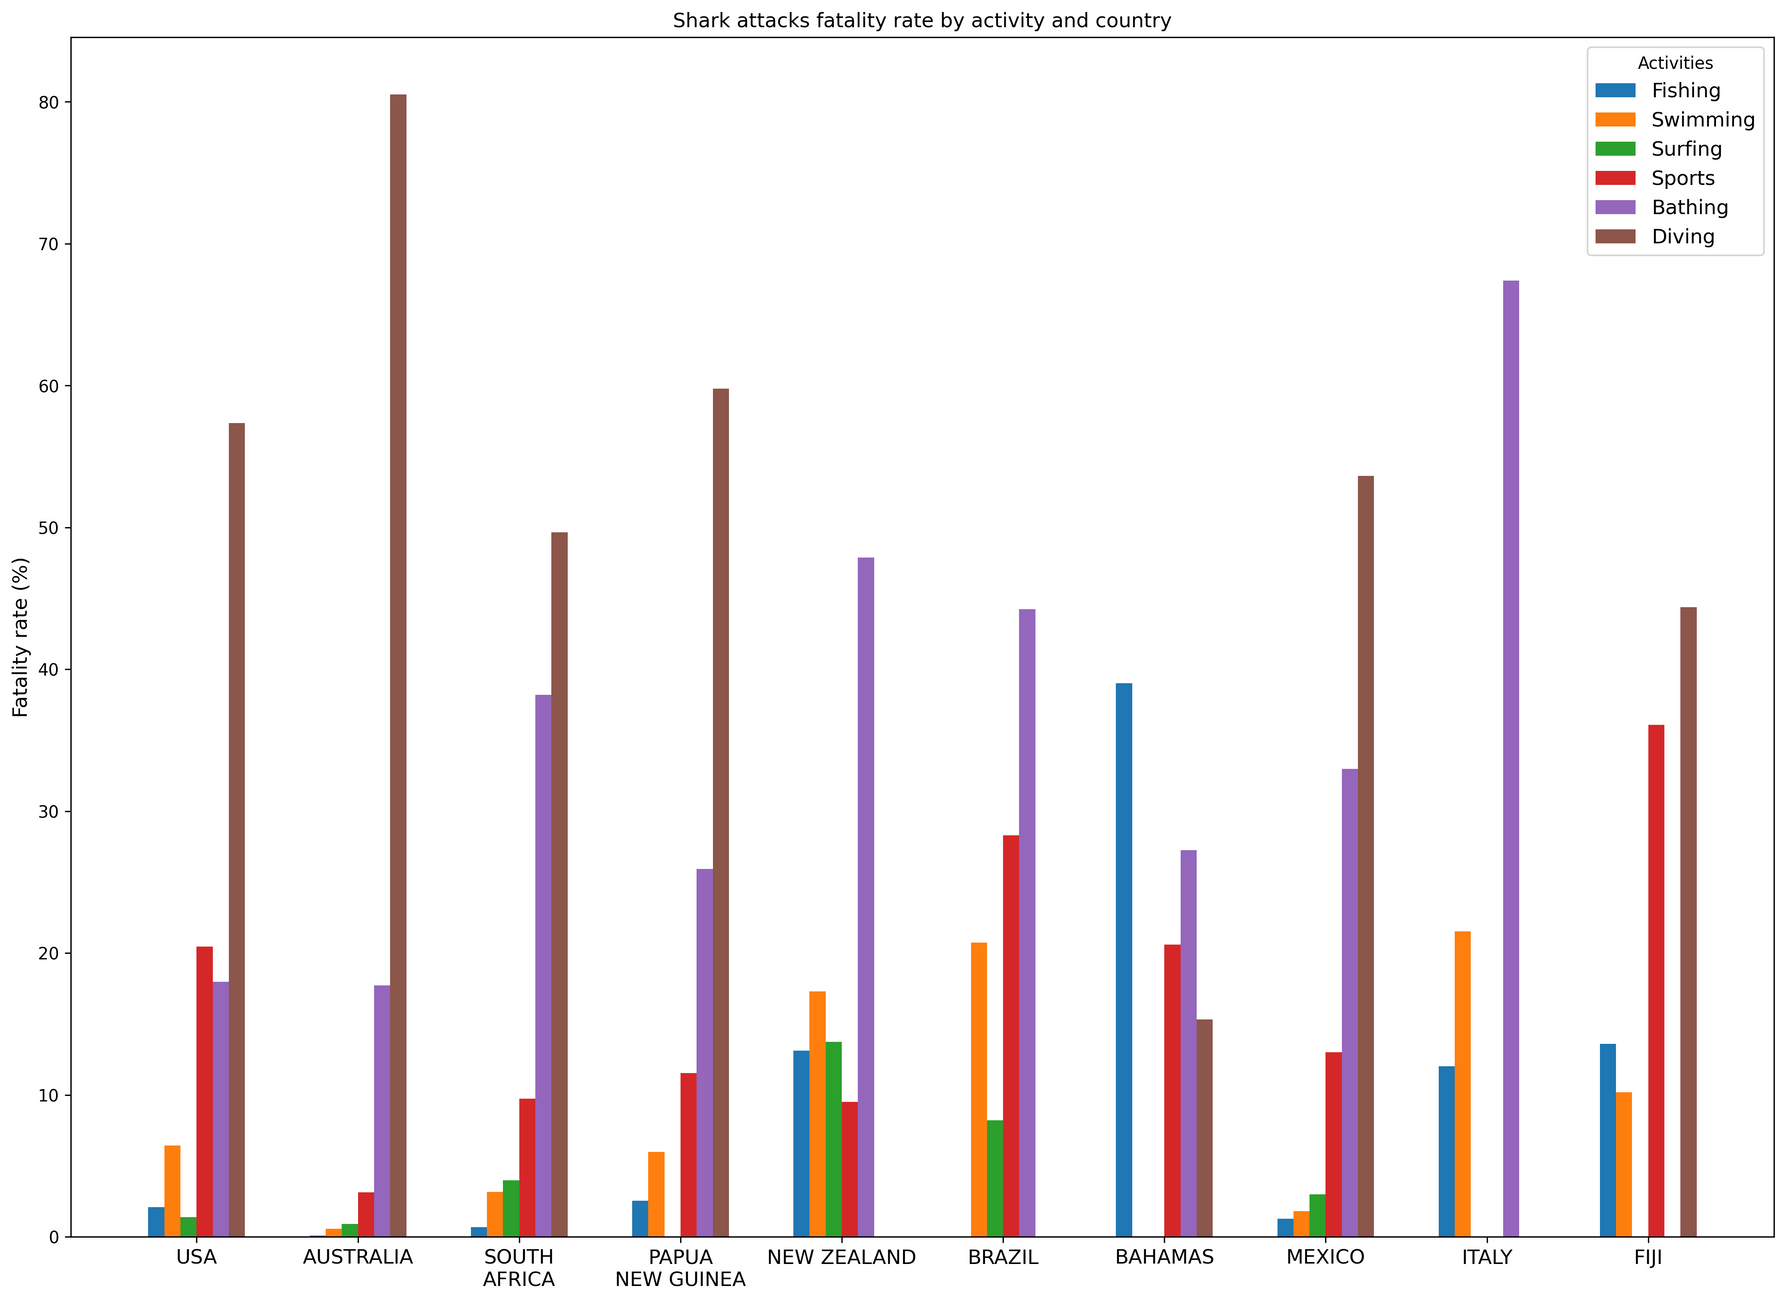 Shark attacks fatality rate by activity and country
Activities
Fishing
Swimming
Surfing
Sports
Bathing
Diving
Fatality rate (%)
80
70
60
50
40
30
20
10
0
USA
AUSTRALIA
SOUTH
AFRICA
PAPUA
NEW GUINEA
NEW ZEALAND
BRAZIL
BAHAMAS
MEXICO
ITALY
FIJI